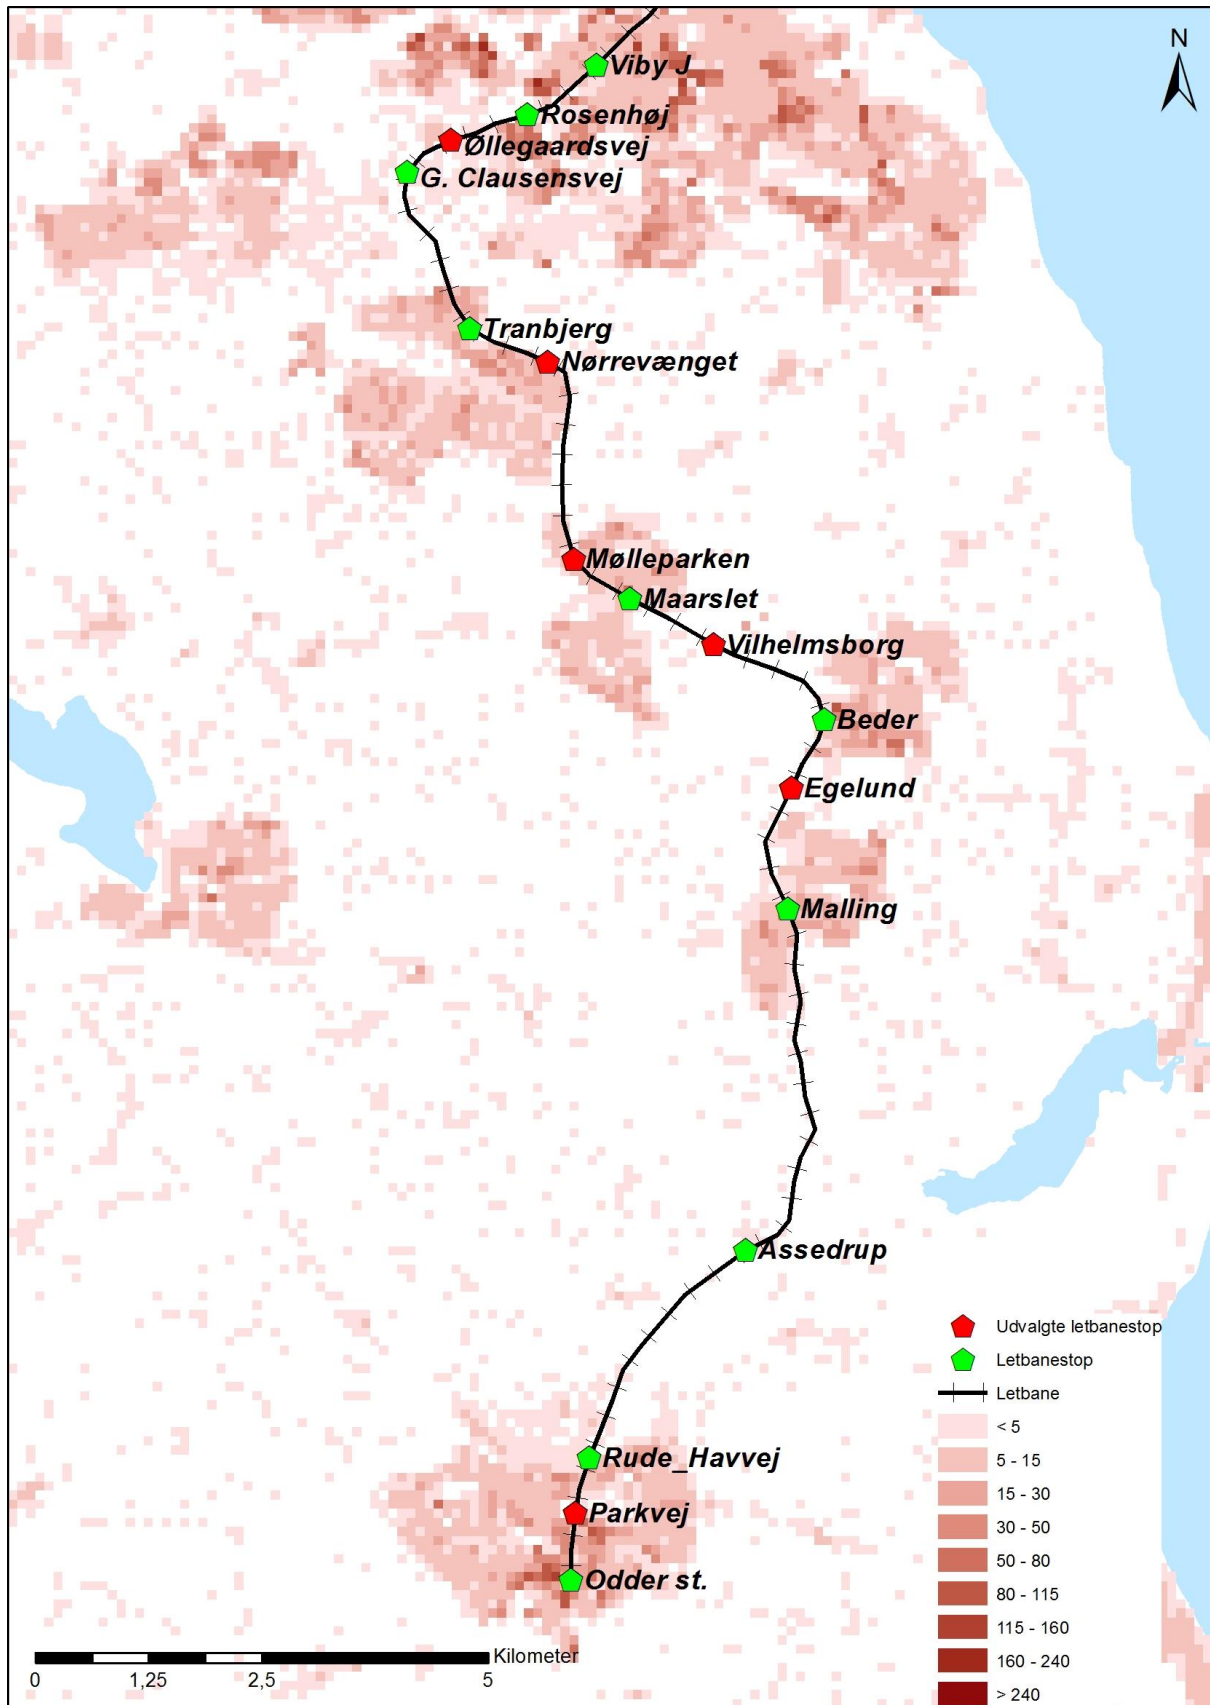 N
Viby J
Rosenhøj
Øllegaardsvej
G. Clausensvej
Tranbjerg
Nørrevænget
Mølleparken
Maarslet
Vilhelmsborg
Beder
Egelund
Malling
Assedrup
Udvalgte letbanestop
Letbanestop
Letbane
< 5
5 - 15
Rude_Havvej
15 - 30
Parkvej
30 - 50
50 - 80
Odder st.
80 - 115
115 - 160
Kilometer
160 - 240
0 1,25 2,5 5
> 240